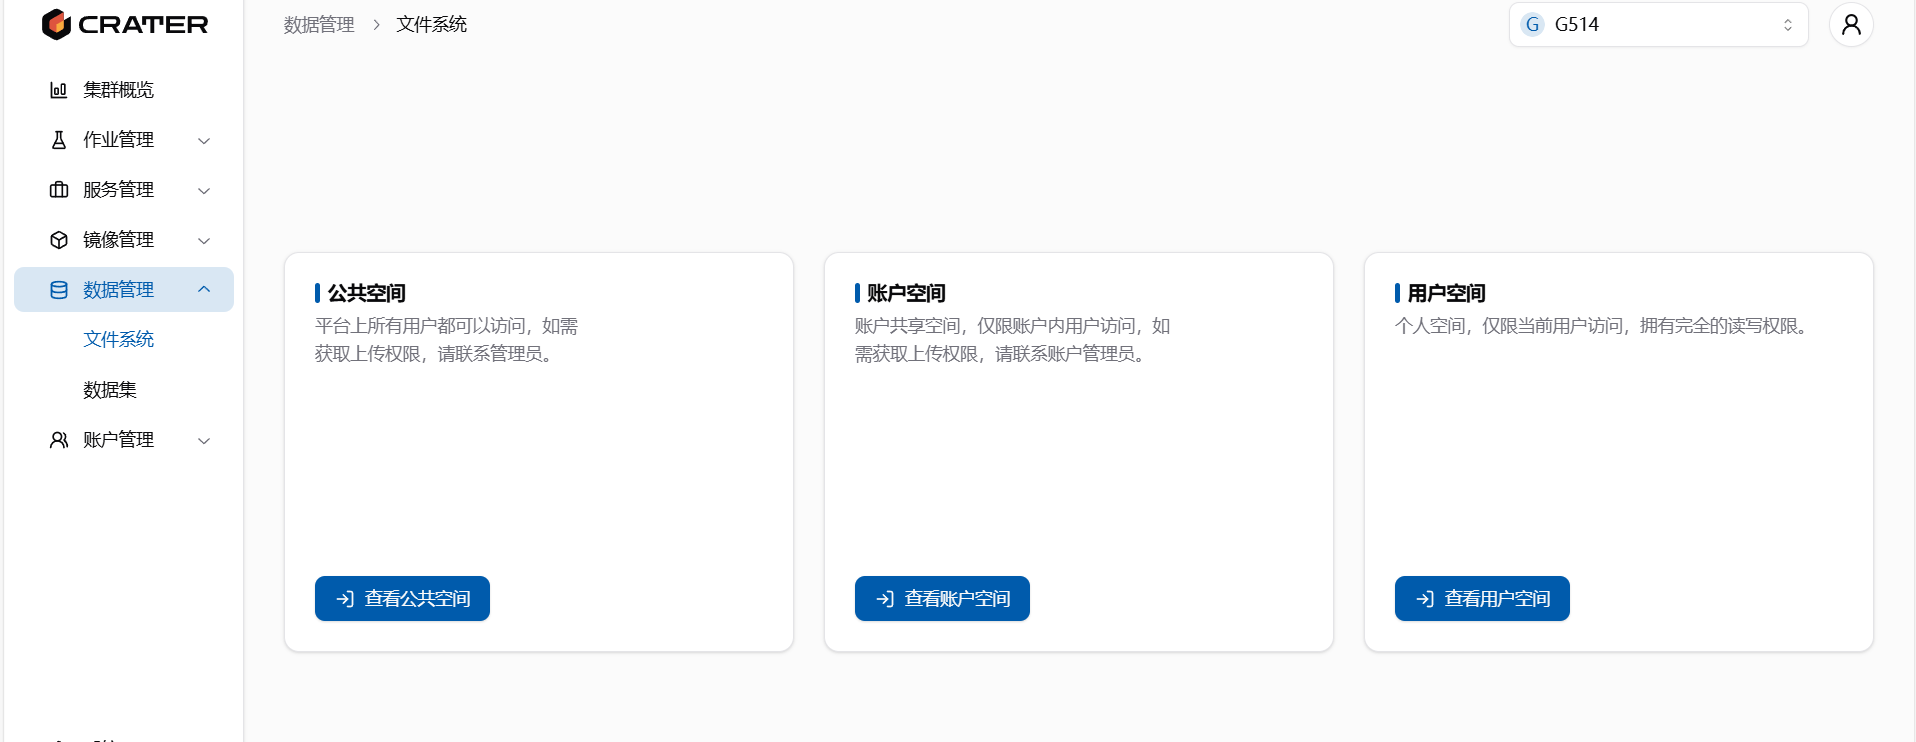 CRATER
数据管理 > 文件系统
G G514
集群概览
作业管理
服务管理
镜像管理
数据管理
文件系统
数据集
账户管理
公共空间
平台上所有用户都可以访问，如需
获取上传权限，请联系管理员。
查看公共空间
账户空间
账户共享空间，仅限账户内用户访问，如
需获取上传权限，请联系账户管理员。
查看账户空间
用户空间
个人空间，仅限当前用户访问，拥有完全的读写权限。
查看用户空间